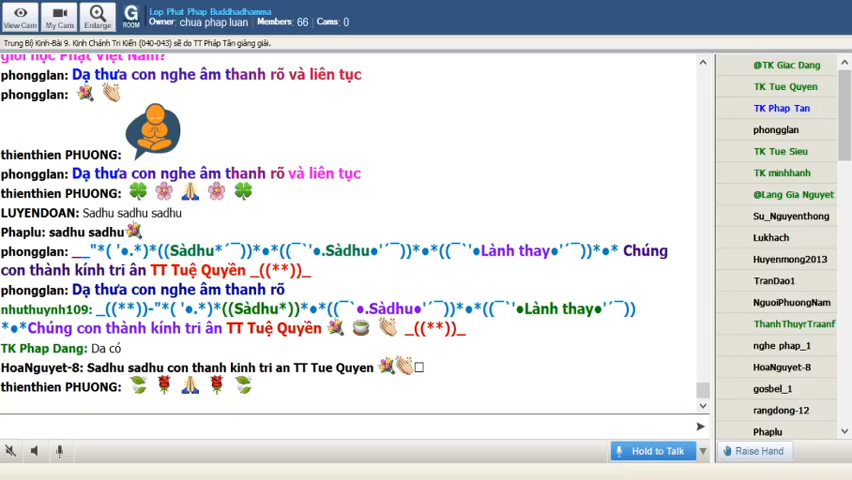 Lop Phat Phap Buddhadhamma
Owner: chua phap luan Members: 66 Cams: 0
View Cam My Cam Enlarge G ROOM
Trung Bộ Kinh-Bài 9. Kinh Chánh Tri Kiến (040-043) sẽ do TT Pháp Tân giảng giải.
giới học Phật Việt Nam?
phongglan: Dạ thưa con nghe âm thanh rõ và liên tục
phongglan:
thienthien PHUONG:
phongglan: Dạ thưa con nghe âm thanh rõ và liên tục
thienthien PHUONG:
LUYENDOAN: Sadhu sadhu sadhu
Phaplu: sadhu sadhu
phongglan: __"*( '●.*)*((Sàdhu*´¯))*●*((¯`'●.Sàdhu●'´¯))*●*((¯`'●Lành thay●'´¯))*●* Chúng
con thành kính tri ân TT Tuệ Quyền _((**))_
phongglan: Dạ thưa con nghe âm thanh rõ
nhuthuynh109: _((**))-"*( '●.*)*((Sàdhu*))*●*((¯`●.Sàdhu●'´¯))*●*((¯`'●Lành thay●'´¯))
*●*Chúng con thành kính tri ân TT Tuệ Quyền _((**))_
TK Phap Dang: Da có
HoaNguyet-8: Sadhu sadhu con thanh kinh tri an TT Tue Quyen
thienthien PHUONG:
Hold to Talk
@TK Giac Dang
TK Tue Quyen
TK Phap Tan
phongglan
TK Tue Sieu
TK minhhanh
@Lang Gia Nguyet
Su_Nguyenthong
Lukhach
Huyenmong2013
TranDao1
NguoiPhuongNam
ThanhThuyrTraanf
nghe phap_1
HoaNguyet-8
gosbel_1
rangdong-12
Phaplu
Raise Hand